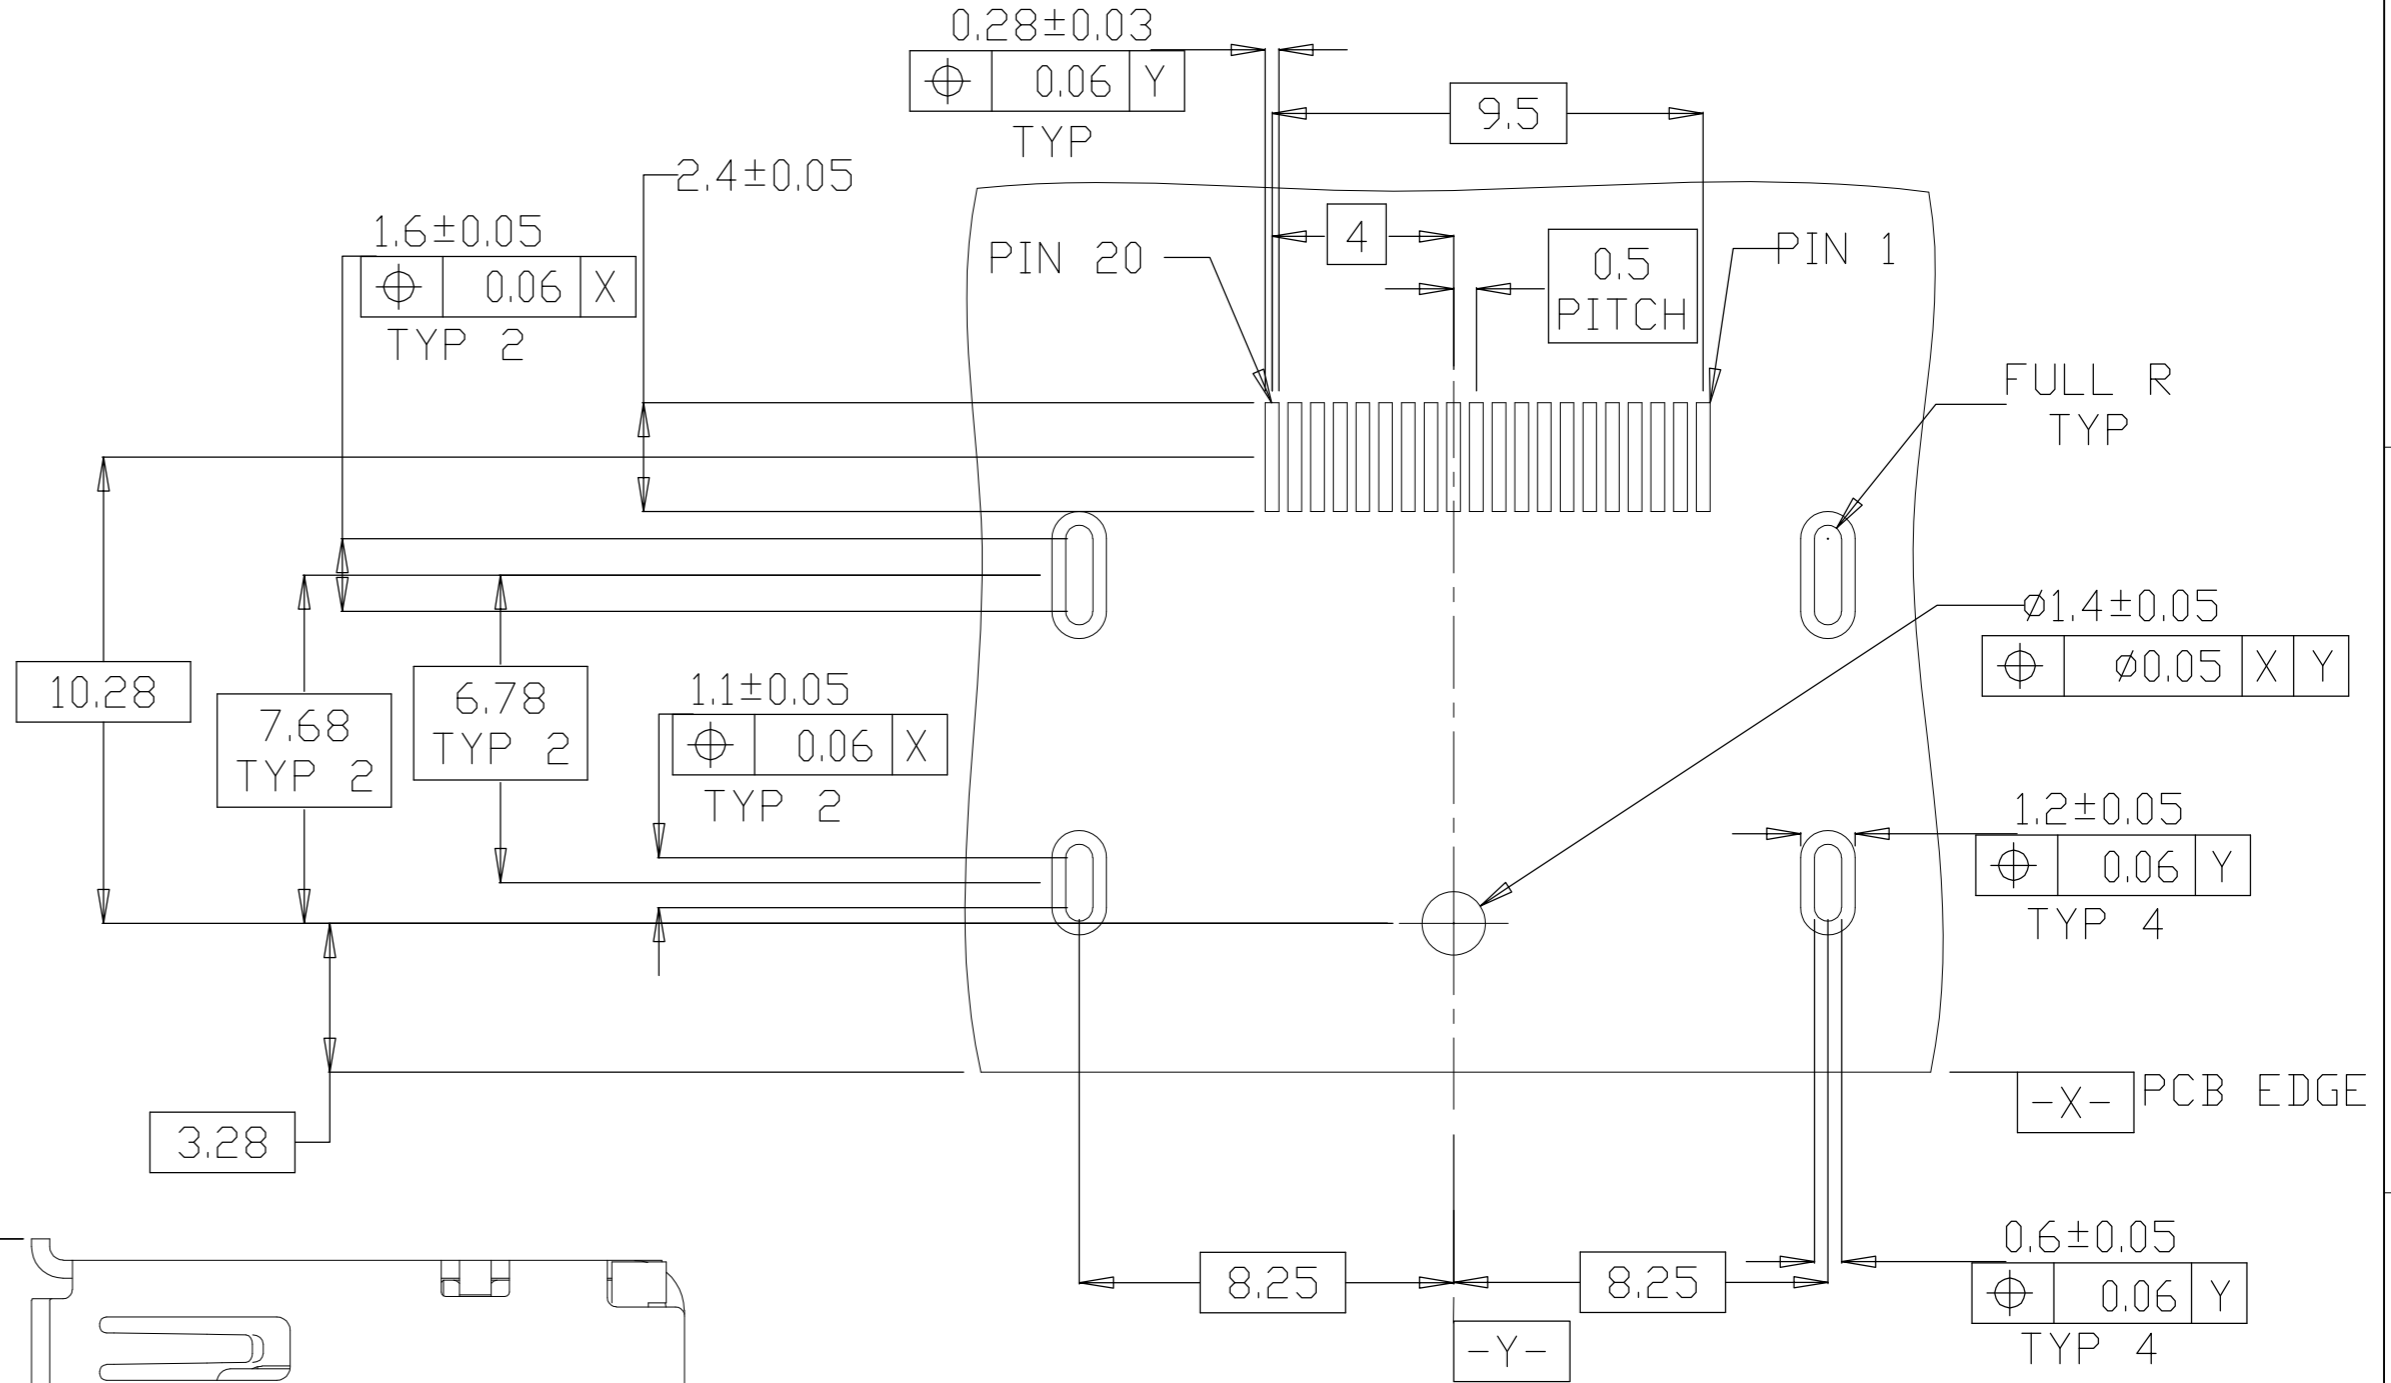 0.28±0.03
⌖ 0.06 Y
TYP
9.5
2.4±0.05
1.6±0.05
⌖ 0.06 X
TYP 2
PIN 20
4
0.5
PITCH
PIN 1
FULL R
TYP
⌀1.4±0.05
⌖ ⌀0.05 X Y
10.28
7.68
TYP 2
6.78
TYP 2
1.1±0.05
⌖ 0.06 X
TYP 2
1.2±0.05
⌖ 0.06 Y
TYP 4
-X- PCB EDGE
3.28
8.25
8.25
0.6±0.05
⌖ 0.06 Y
TYP 4
-Y-